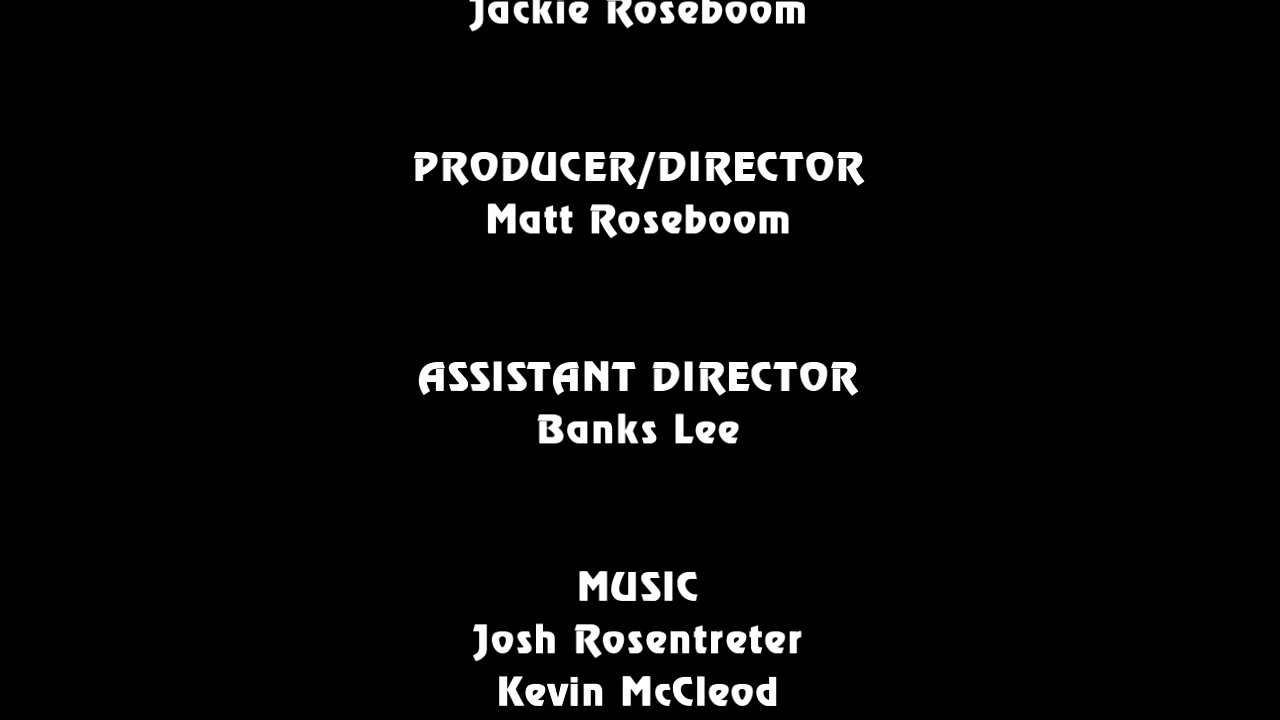 Jackie Roseboom
PRODUCER/DIRECTOR
Matt Roseboom
ASSISTANT DIRECTOR
Banks Lee
MUSIC
Josh Rosentreter
Kevin McCleod